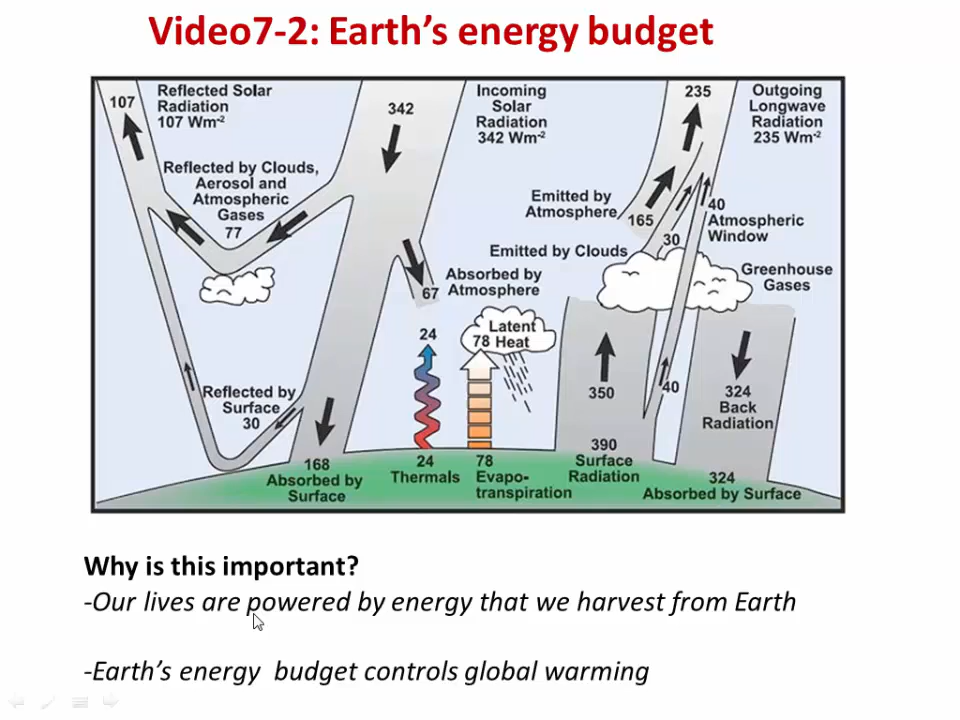 Video7-2: Earth's energy budget
107
Reflected Solar
Radiation
107 Wm-2
342
Incoming
Solar
Radiation
342 Wm-2
235
Outgoing
Longwave
Radiation
235 Wm-2
Reflected by Clouds,
Aerosol and
Atmospheric
Gases
77
Emitted by
Atmosphere
165
40
Atmospheric
Window
30
Emitted by Clouds
Greenhouse
Gases
Absorbed by
Atmosphere
67
24
Latent
78 Heat
350
40
324
Back
Radiation
Reflected by
Surface
30
168
Absorbed by
Surface
24
Thermals
78
Evapo-
transpiration
390
Surface
Radiation
324
Absorbed by Surface
Why is this important?
-Our lives are powered by energy that we harvest from Earth
-Earth's energy budget controls global warming